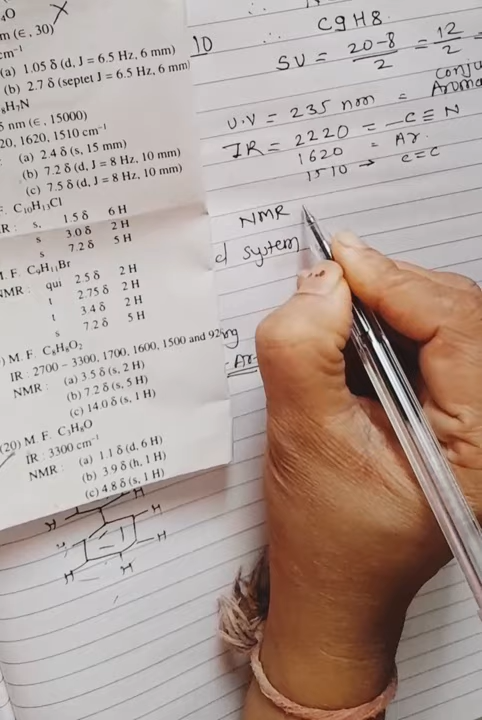 m (ϵ, 30)
cm⁻¹
(a) 1.05 δ (d, J = 6.5 Hz, 6 mm)
(b) 2.7 δ (septet J = 6.5 Hz, 6 mm)
H₇N
δ nm (ϵ, 15000)
20, 1620, 1510 cm⁻¹
(a) 2.4 δ (s, 15 mm)
(b) 7.2 δ (d, J = 8 Hz, 10 mm)
(c) 7.5 δ (d, J = 8 Hz, 10 mm)
F. C₁₀H₁₃Cl
R : s, 1.5 δ 6 H
s 3.0 δ 2 H
s 7.2 δ 5 H
M. F. C₉H₁₁Br
NMR : qui 2.5 δ 2 H
t 2.75 δ 2 H
t 3.4 δ 2 H
s 7.2 δ 5 H
M. F. C₈H₈O₂
IR : 2700 – 3300, 1700, 1600, 1500 and 92
NMR : (a) 3.5 δ (s, 2 H)
(b) 7.2 δ (s, 5 H)
(c) 14.0 δ (s, 1 H)
(20) M. F. C₃H₈O
IR : 3300 cm⁻¹
NMR : (a) 1.1 δ (d, 6 H)
(b) 3.9 δ (h, 1 H)
(c) 4.8 δ (s, 1 H)
H
H H
H H
H H
10 ∴ C9H8
SU = 20-8/2 = 12/2 =
U.V = 235 nm = conju
Aroma
IR = 2220 = -C≡N
1620 = Ar.
1510 → C=C
NMR
d system
ng
-Ar-